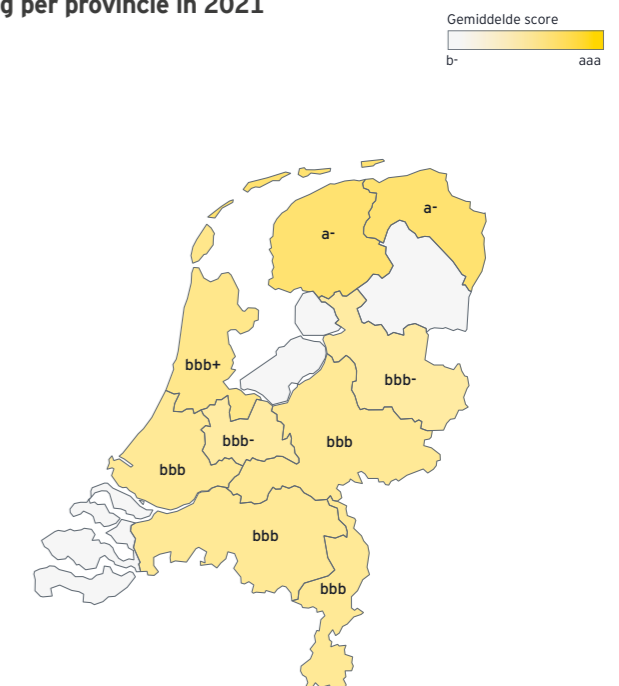 g per provincie in 2021
Gemiddelde score
b- aaa
a-
a-
bbb+
bbb-
bbb-
bbb
bbb
bbb
bbb